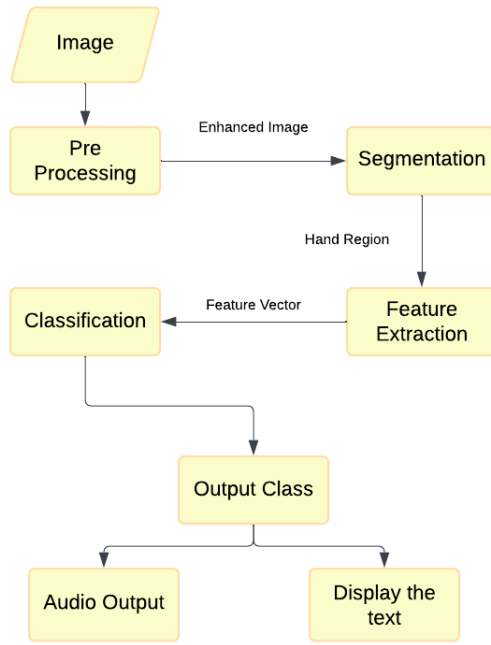 Image
Pre
Processing
Enhanced Image
Segmentation
Hand Region
Classification
Feature Vector
Feature
Extraction
Output Class
Audio Output
Display the
text